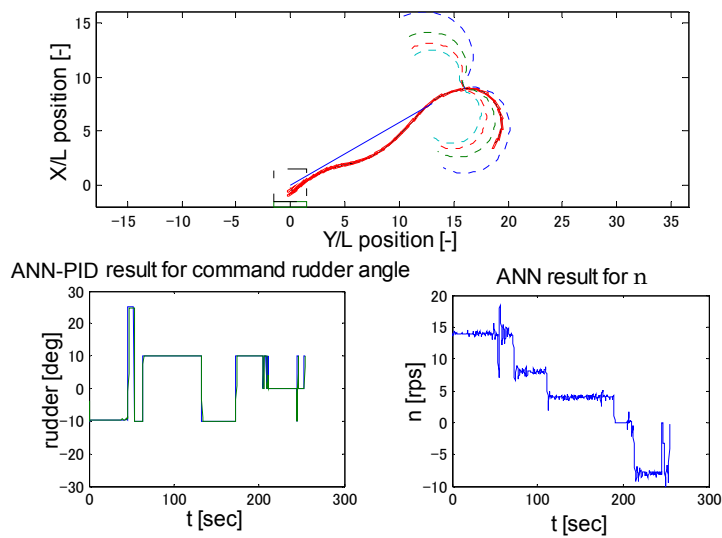 15
10
5
0
X/L position [-]
−15 −10 −5 0 5 10 15 20 25 30 35
Y/L position [-]
ANN-PID result for command rudder angle
30
20
10
0
−10
−20
−30
rudder [deg]
0 100 200 300
t [sec]
ANN result for n
20
15
10
5
0
−5
−10
n [rps]
0 100 200 300
t [sec]